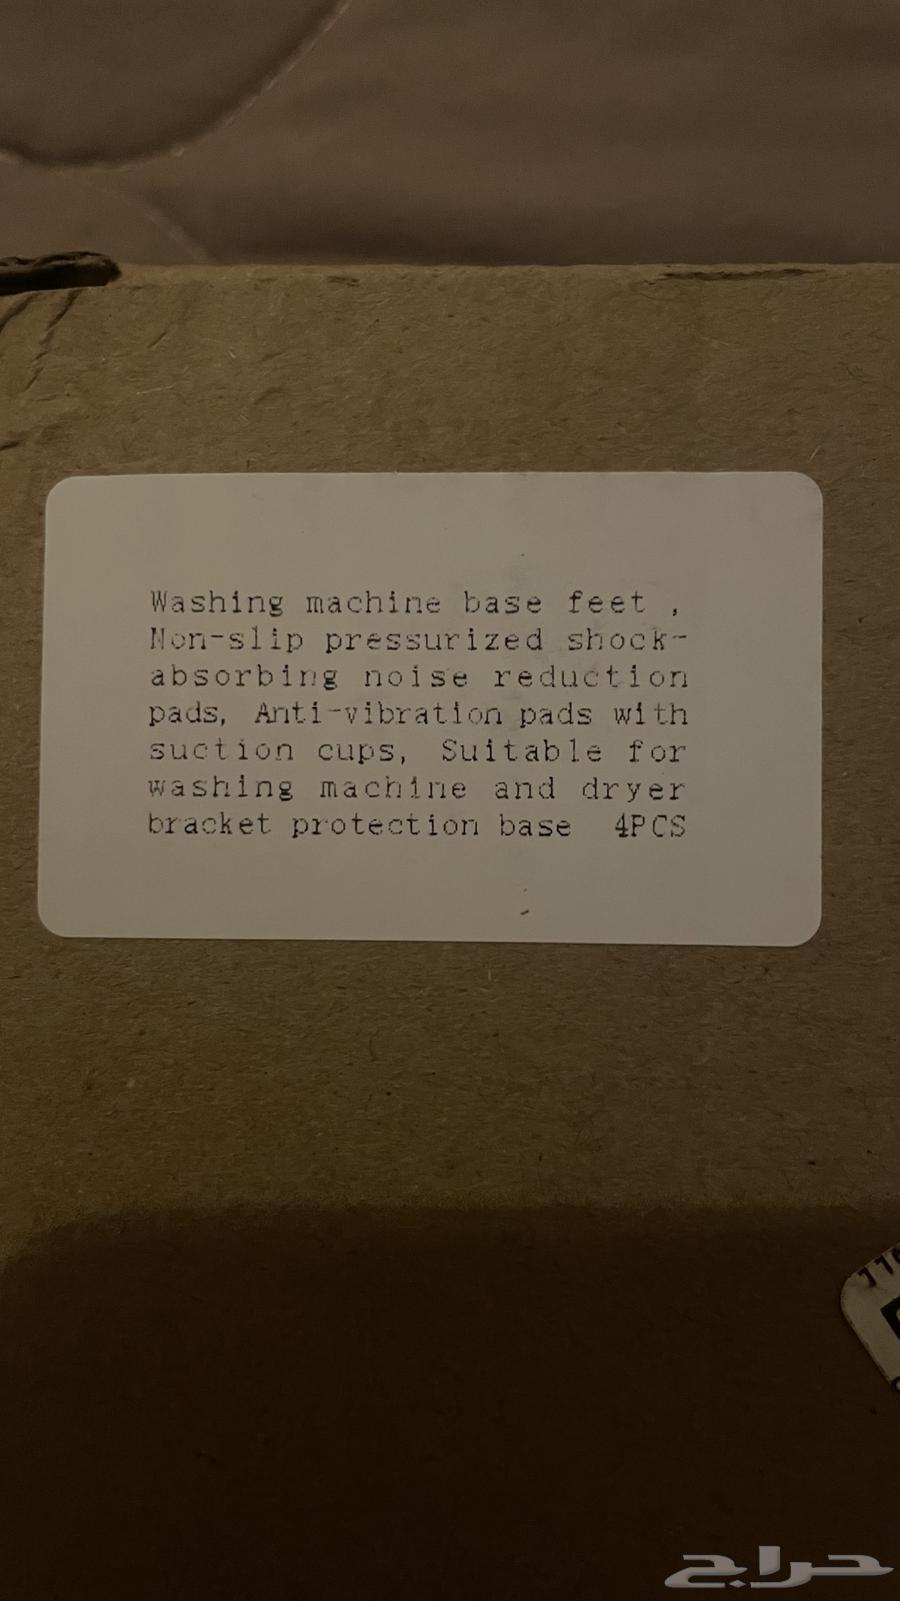 Washing machine base feet ,
Non-slip pressurized shock-
absorbing noise reduction
pads, Anti-vibration pads with
suction cups, Suitable for
washing machine and dryer
bracket protection base 4PCS
حراج